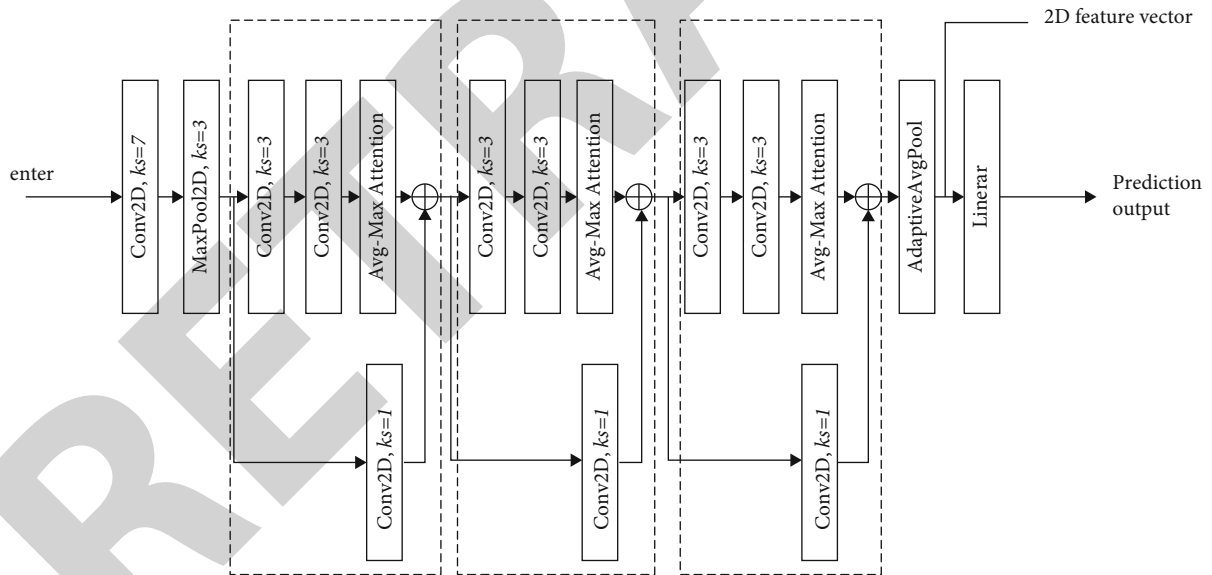 2D feature vector
enter
Conv2D, ks=7
MaxPool2D, ks=3
Conv2D, ks=3
Conv2D, ks=3
Avg-Max Attention
Conv2D, ks=3
Conv2D, ks=3
Avg-Max Attention
Conv2D, ks=3
Conv2D, ks=3
Avg-Max Attention
AdaptiveAvgPool
Linerar
Prediction
output
Conv2D, ks=1
Conv2D, ks=1
Conv2D, ks=1
RETRA